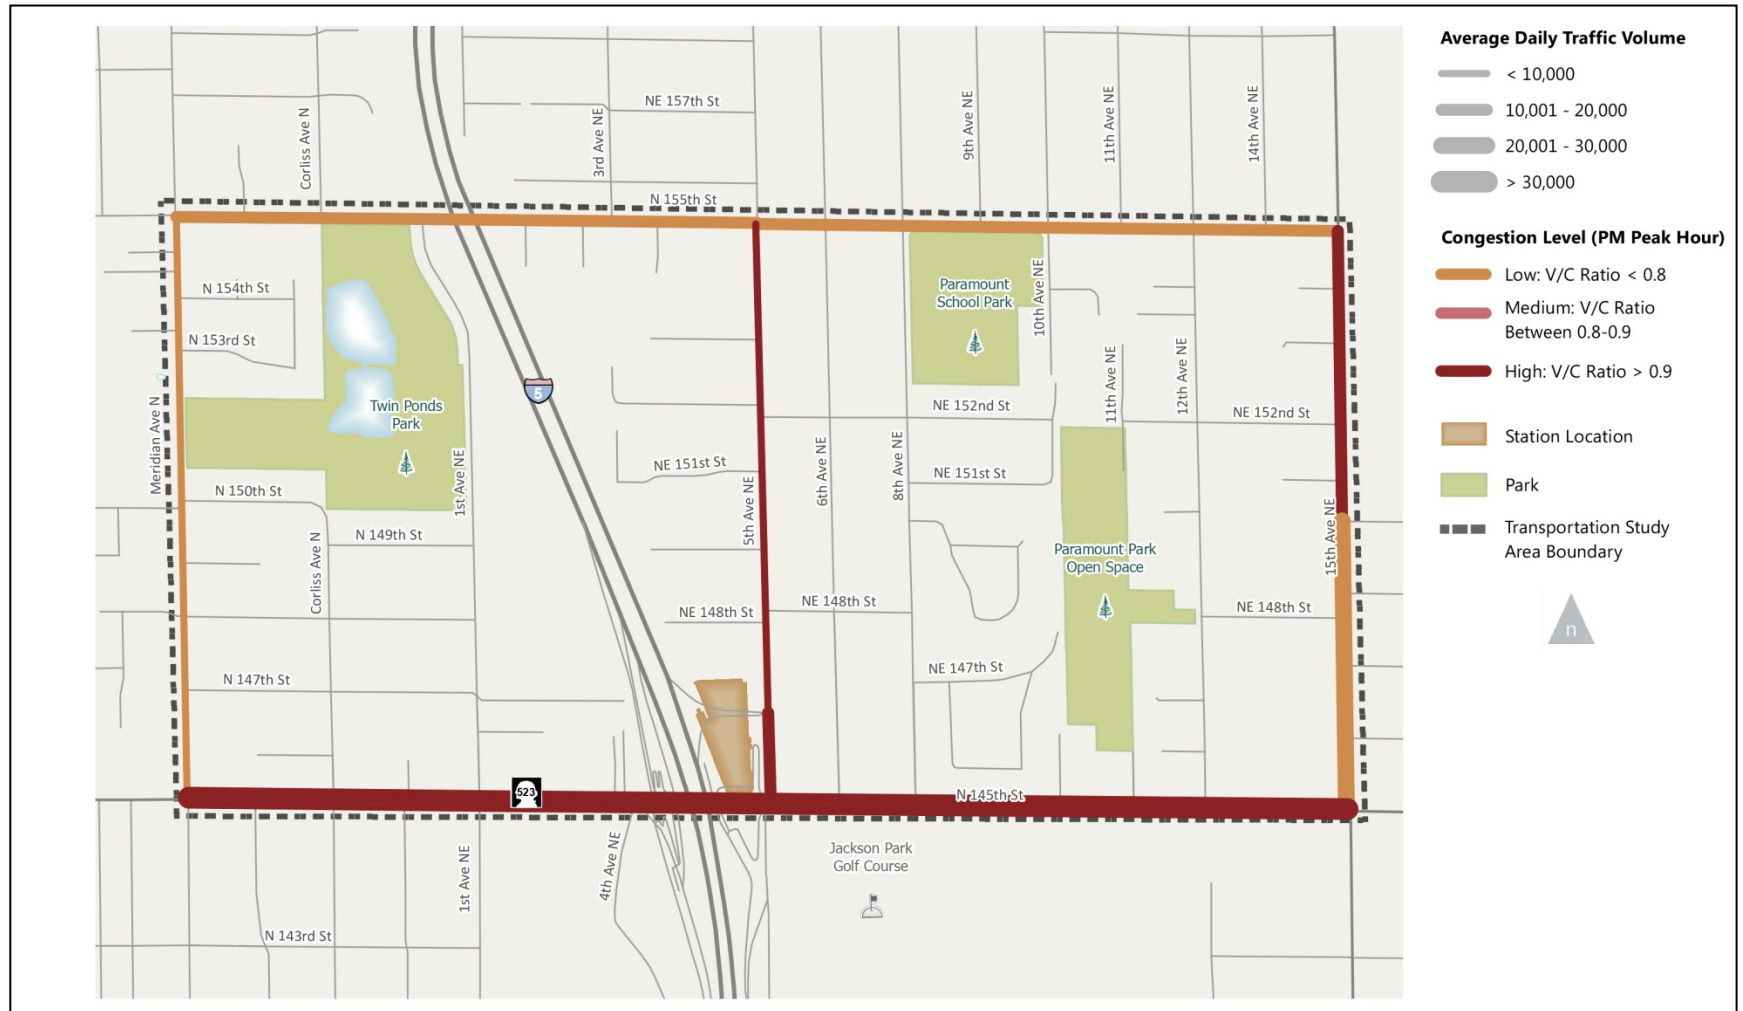 Average Daily Traffic Volume
< 10,000
10,001 - 20,000
20,001 - 30,000
> 30,000
Congestion Level (PM Peak Hour)
Low: V/C Ratio < 0.8
Medium: V/C Ratio
Between 0.8-0.9
High: V/C Ratio > 0.9
Station Location
Park
Transportation Study
Area Boundary
n
NE 157th St
Corliss Ave N
3rd Ave NE
9th Ave NE
11th Ave NE
14th Ave NE
N 155th St
N 154th St
N 153rd St
Meridian Ave N
Twin Ponds
Park
5
1st Ave NE
N 150th St
N 149th St
Corliss Ave N
N 147th St
NE 151st St
5th Ave NE
NE 148th St
6th Ave NE
8th Ave NE
Paramount
School Park
10th Ave NE
NE 152nd St
11th Ave NE
12th Ave NE
NE 152nd St
NE 151st St
Paramount Park
Open Space
15th Ave NE
NE 148th St
NE 148th St
NE 147th St
523
N 145th St
Jackson Park
Golf Course
1st Ave NE
4th Ave NE
N 143rd St